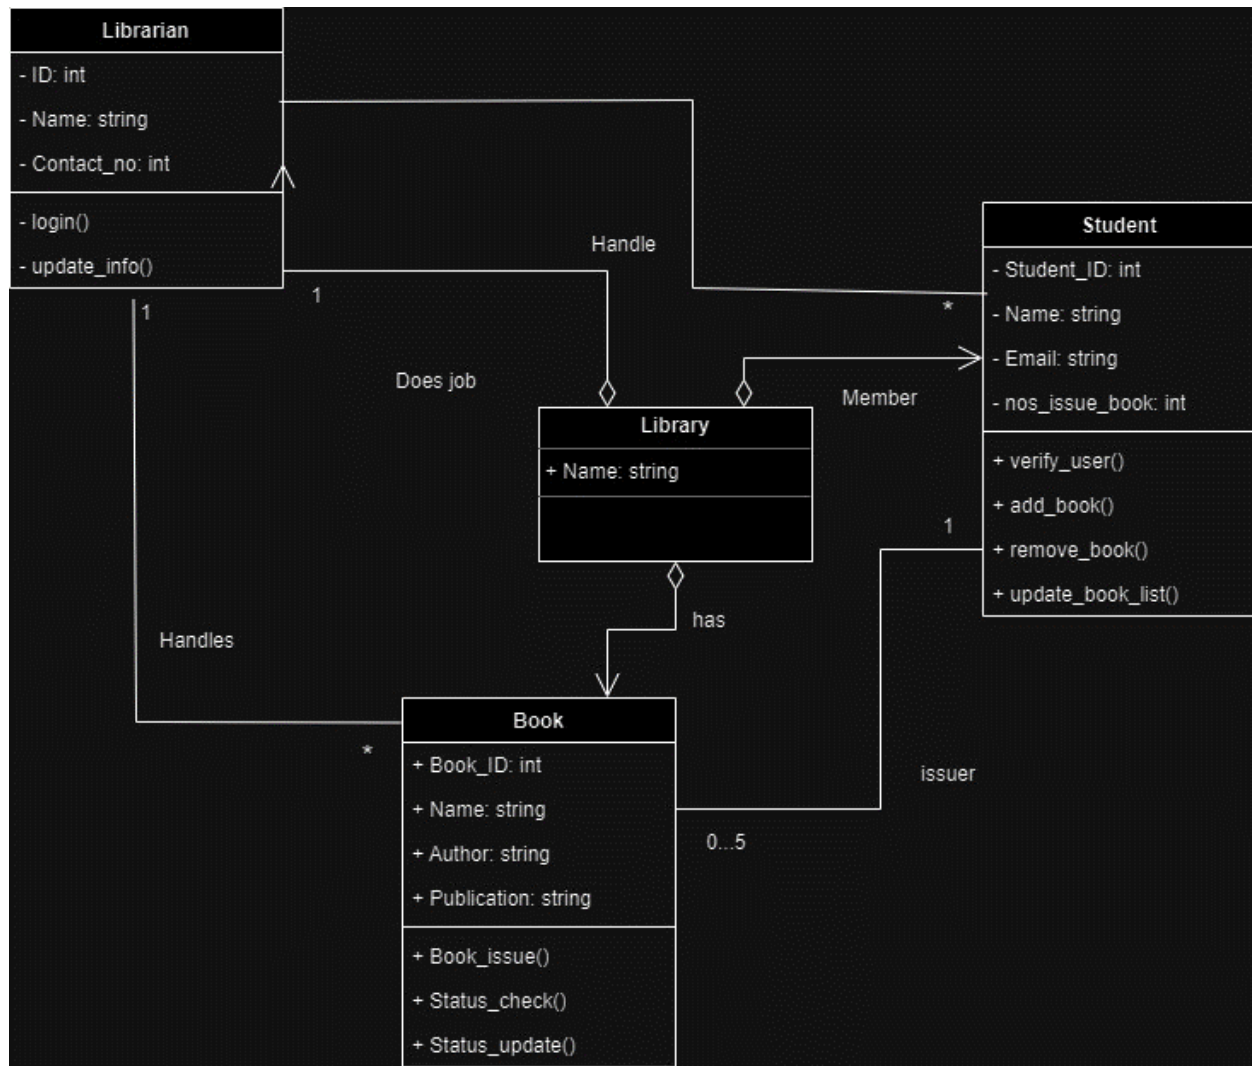 Librarian
- ID: int
- Name: string
- Contact_no: int
- login()
- update_info()
1
1
Handle
Does job
Student
- Student_ID: int
- Name: string
- Email: string
- nos_issue_book: int
+ verify_user()
+ add_book()
+ remove_book()
+ update_book_list()
*
Member
1
Library
+ Name: string
has
Handles
*
Book
+ Book_ID: int
+ Name: string
+ Author: string
+ Publication: string
+ Book_issue()
+ Status_check()
+ Status_update()
issuer
0...5